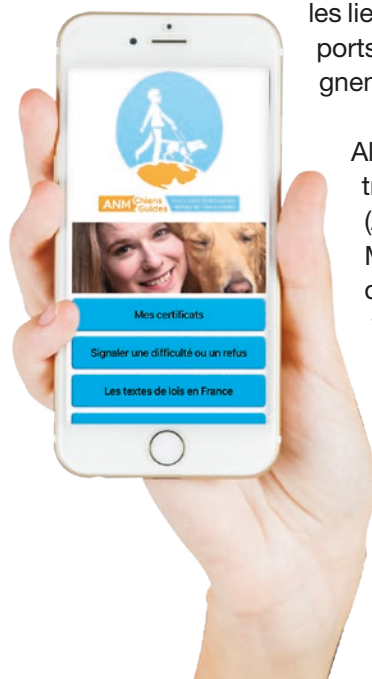 les lie
ports
gner
Al
tr
(
M
ANM Chiens
Guides
Mes certificats
Signaler une difficulté ou un refus
Les textes de lois en France